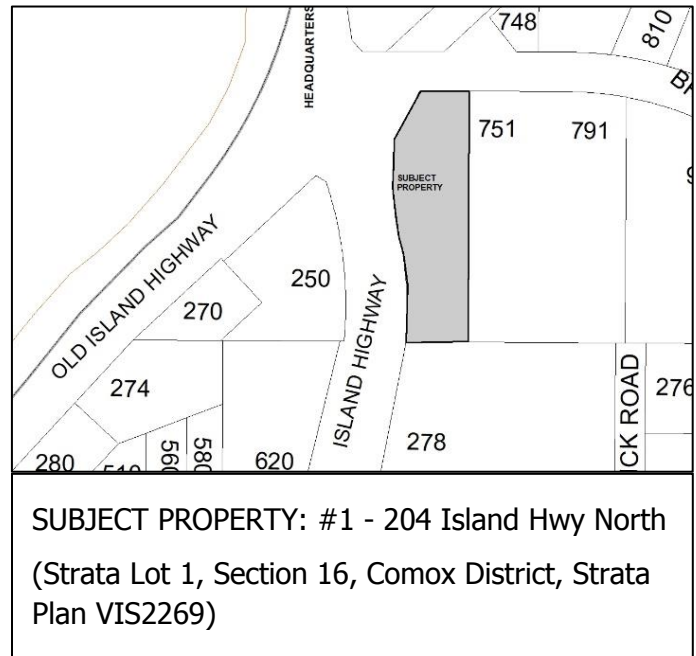 748
810
HEADQUARTERS
751
791
SUBJECT
PROPERTY
OLD ISLAND HIGHWAY
250
270
ISLAND HIGHWAY
274
CK ROAD
276
280
560
580
620
278
SUBJECT PROPERTY: #1 - 204 Island Hwy North
(Strata Lot 1, Section 16, Comox District, Strata
Plan VIS2269)